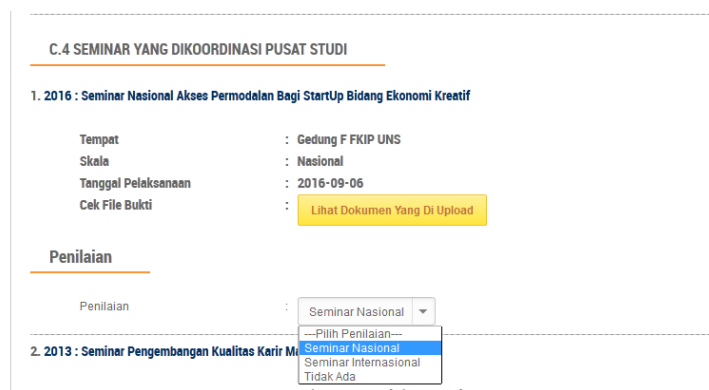 C.4 SEMINAR YANG DIKOORDINASI PUSAT STUDI
1. 2016 : Seminar Nasional Akses Permodalan Bagi StartUp Bidang Ekonomi Kreatif
Tempat : Gedung F FKIP UNS
Skala : Nasional
Tanggal Pelaksanaan : 2016-09-06
Cek File Bukti : Lihat Dokumen Yang Di Upload
Penilaian
Penilaian : Seminar Nasional
---Pilih Penilaian---
2. 2013 : Seminar Pengembangan Kualitas Karir
Seminar Nasional
Seminar Internasional
Tidak Ada